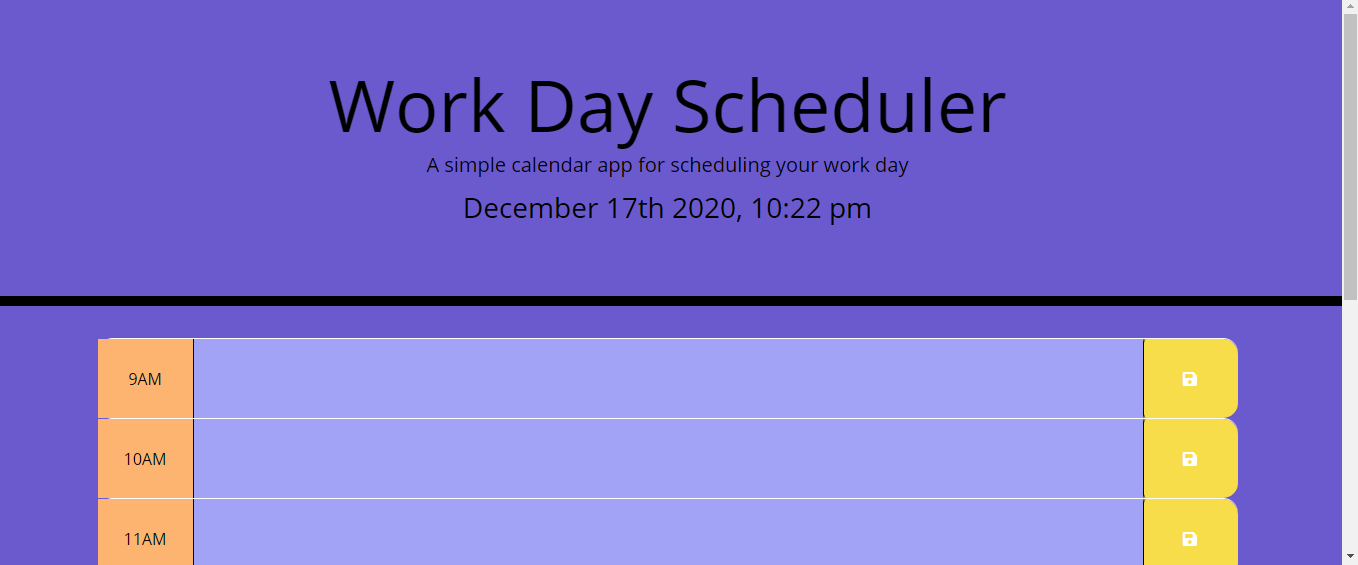 Work Day Scheduler
A simple calendar app for scheduling your work day
December 17th 2020, 10:22 pm
9AM
10AM
11AM